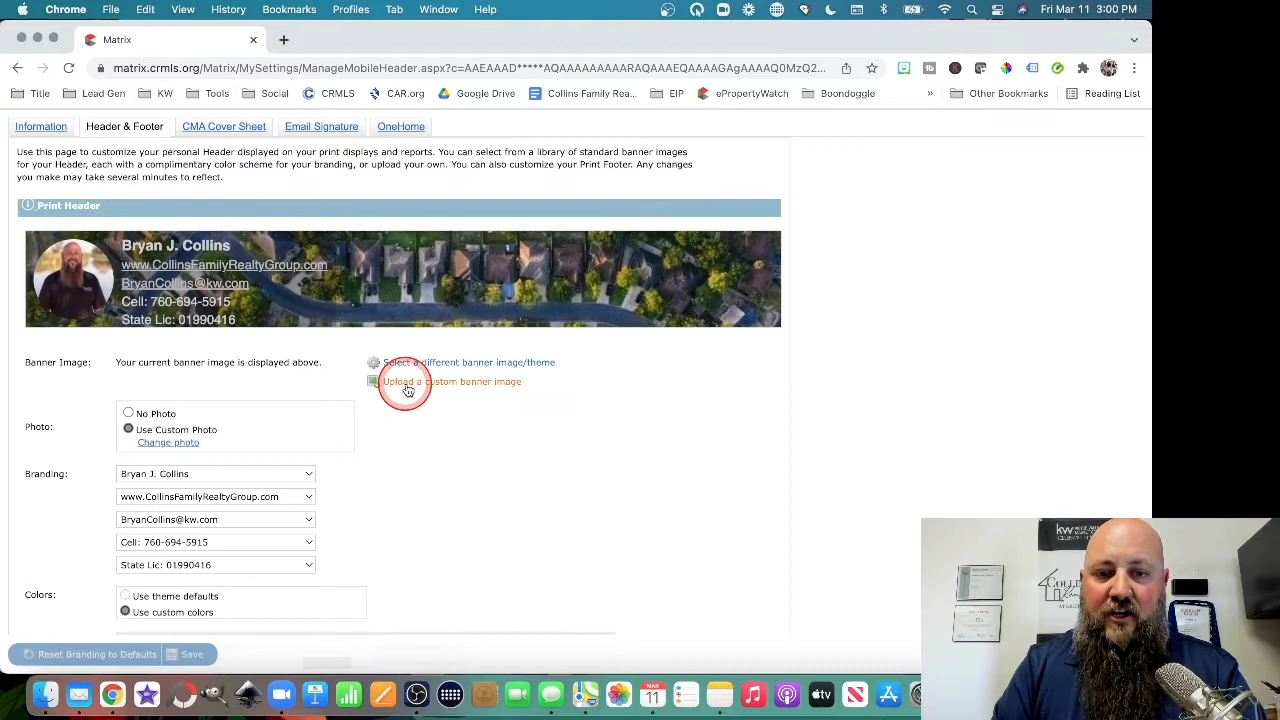 Chrome File Edit View History Bookmarks Profiles Tab Window Help Fri Mar 11 3:00 PM
Matrix
matrix.crmls.org/Matrix/MySettings/ManageMobileHeader.aspx?c=AAEAAAD*****AQAAAAAAAAARAQAAAEQAAAAGAgAAAAQ0MzQ2...
Title Lead Gen KW Tools Social CRMLS CAR.org Google Drive Collins Family Rea... EIP ePropertyWatch Boondoggle » Other Bookmarks Reading List
Information Header & Footer CMA Cover Sheet Email Signature OneHome
Use this page to customize your personal Header displayed on your print displays and reports. You can select from a library of standard banner images
for your Header, each with a complimentary color scheme for your branding, or upload your own. You can also customize your Print Footer. Any changes
you make may take several minutes to reflect.
Print Header
Bryan J. Collins
www.CollinsFamilyRealtyGroup.com
BryanCollins@kw.com
Cell: 760-694-5915
State Lic: 01990416
Banner Image: Your current banner image is displayed above. Select a different banner image/theme
Upload a custom banner image
No Photo
Photo: Use Custom Photo
Change photo
Branding: Bryan J. Collins
www.CollinsFamilyRealtyGroup.com
BryanCollins@kw.com
Cell: 760-694-5915
State Lic: 01990416
Colors: Use theme defaults
Use custom colors
Reset Branding to Defaults Save
kw
MAR
11
tv